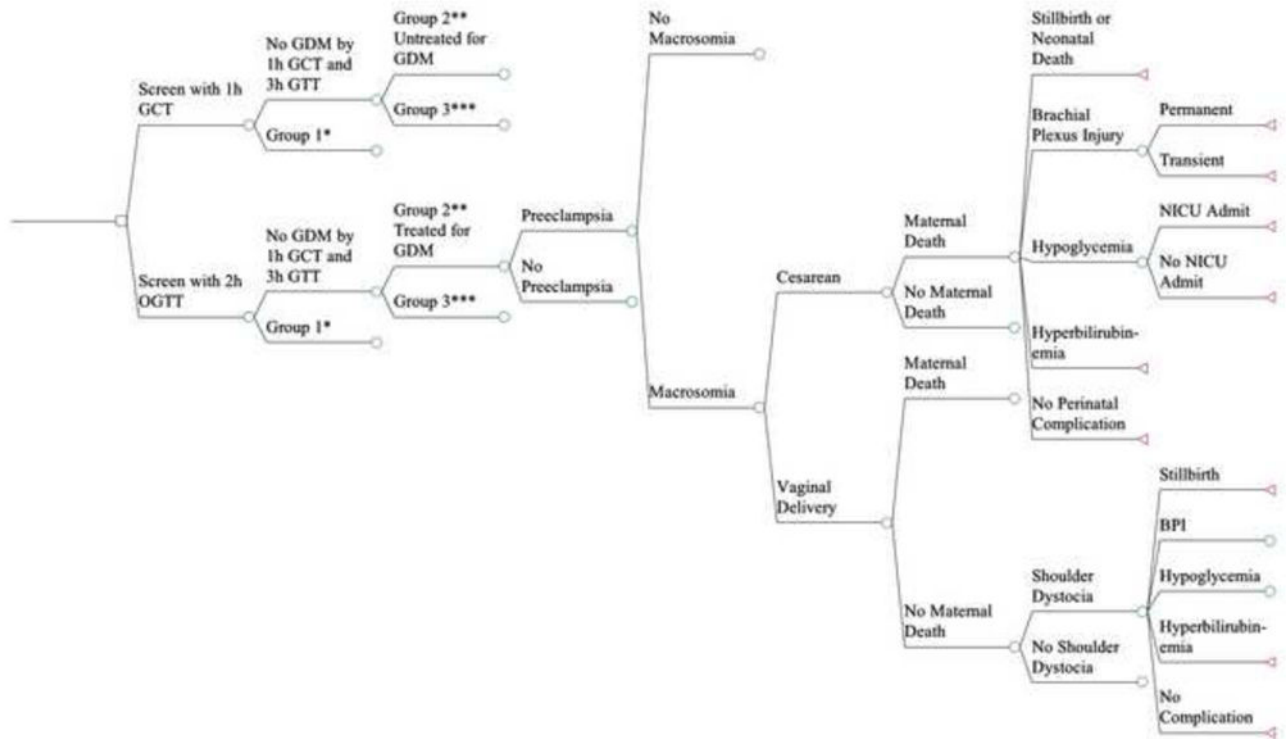 Screen with 1h
GCT
No GDM by
1h GCT and
3h GTT
Group 1*
Group 2**
Untreated for
GDM
Group 3***
Screen with 2h
OGTT
No GDM by
1h GCT and
3h GTT
Group 1*
Group 2**
Treated for
GDM
Group 3***
Preeclampsia
No
Preeclampsia
No
Macrosomia
Macrosomia
Cesarean
Vaginal
Delivery
Maternal
Death
No Maternal
Death
Maternal
Death
No Maternal
Death
Stillbirth or
Neonatal
Death
Brachial
Plexus Injury
Permanent
Transient
Hypoglycemia
NICU Admit
No NICU
Admit
Hyperbilirubin-
emia
No Perinatal
Complication
Shoulder
Dystocia
No Shoulder
Dystocia
Stillbirth
BPI
Hypoglycemia
Hyperbilirubin-
emia
No
Complication